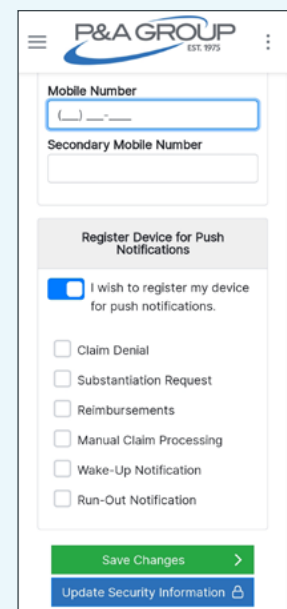 P&A GROUP
EST. 1975
Mobile Number
(__) __-____
Secondary Mobile Number
Register Device for Push
Notifications
I wish to register my device
for push notifications.
Claim Denial
Substantiation Request
Reimbursements
Manual Claim Processing
Wake-Up Notification
Run-Out Notification
Save Changes
Update Security Information